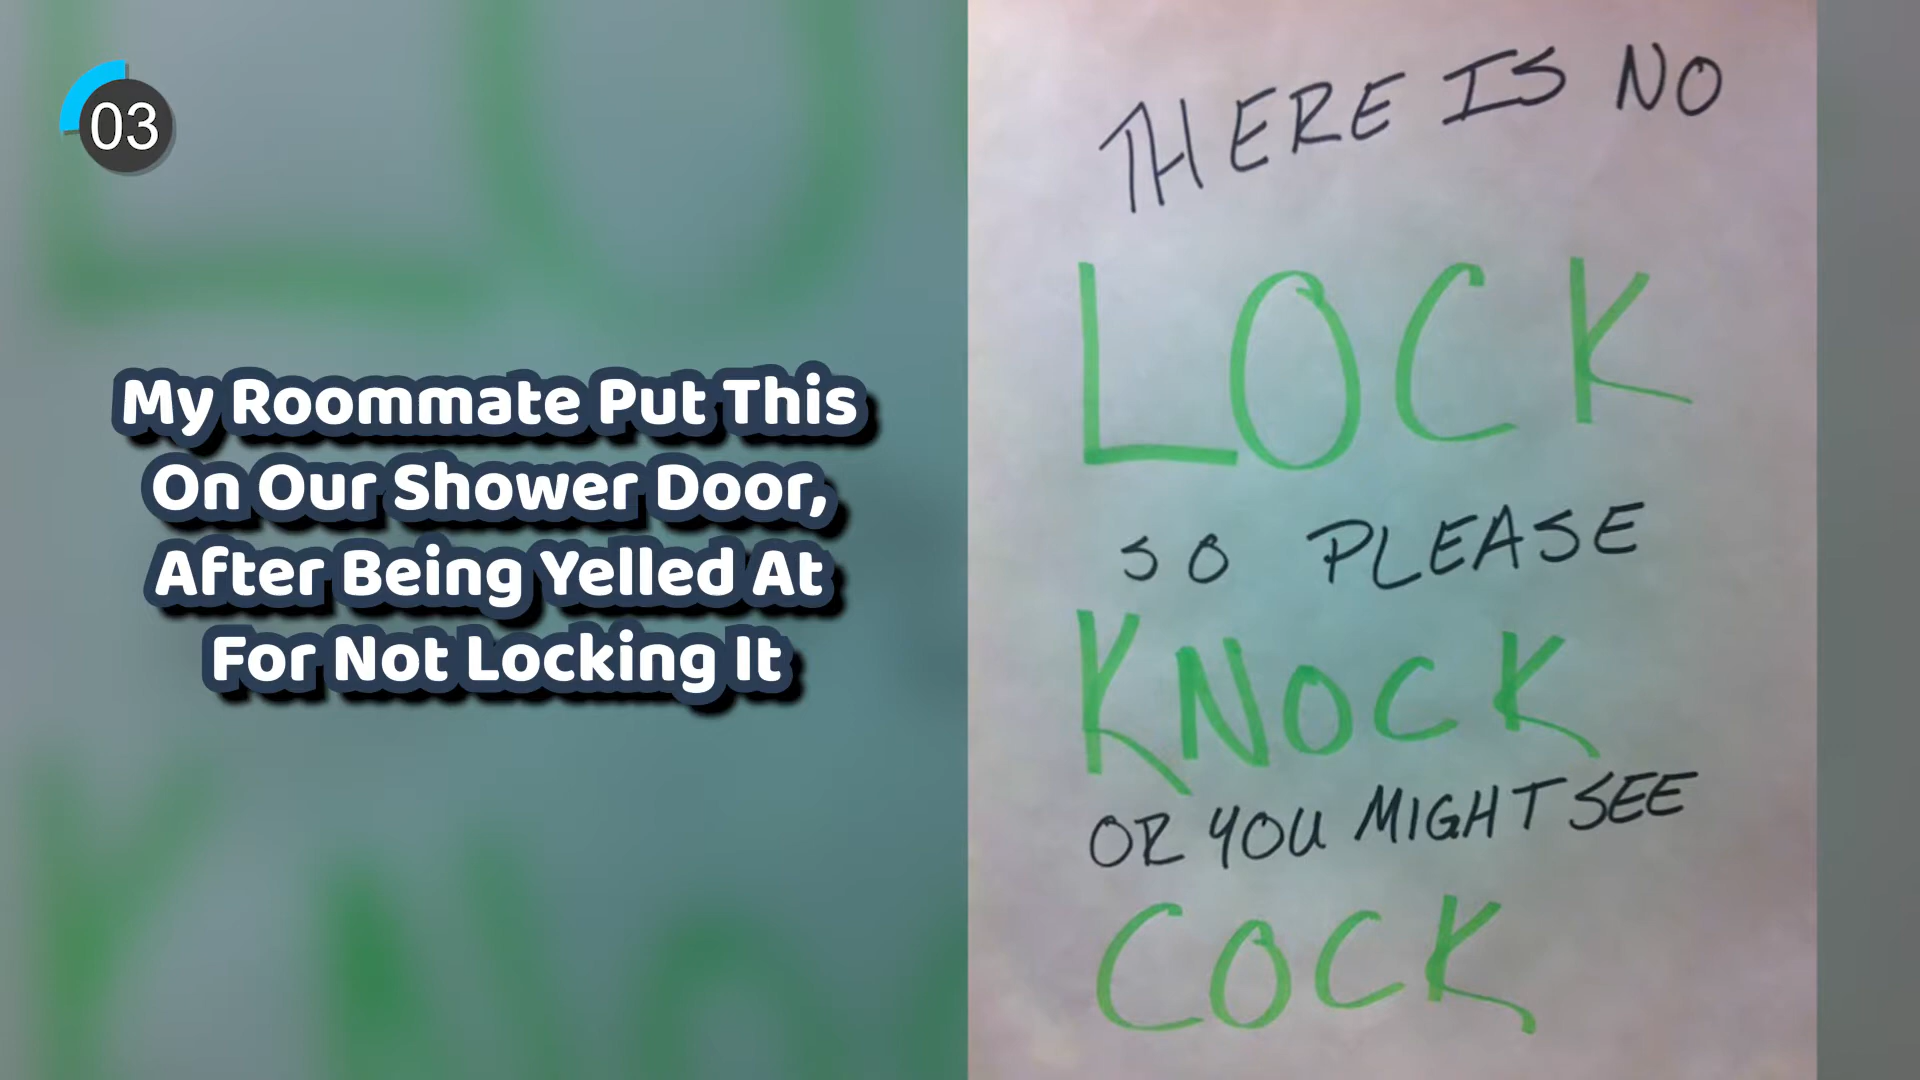 03
My Roommate Put This
On Our Shower Door,
After Being Yelled At
For Not Locking It
THERE IS NO
LOCK
SO PLEASE
KNOCK
OR YOU MIGHT SEE
COCK